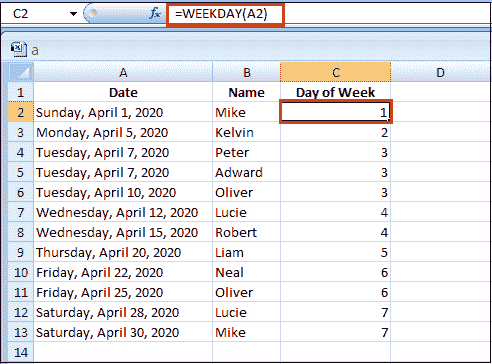 C2 fx =WEEKDAY(A2)
a
A B C D
1 Date Name Day of Week
2 Sunday, April 1, 2020 Mike 1
3 Monday, April 5, 2020 Kelvin 2
4 Tuesday, April 7, 2020 Peter 3
5 Tuesday, April 7, 2020 Adward 3
6 Tuesday, April 10, 2020 Oliver 3
7 Wednesday, April 12, 2020 Lucie 4
8 Wednesday, April 15, 2020 Robert 4
9 Thursday, April 20, 2020 Liam 5
10 Friday, April 22, 2020 Neal 6
11 Friday, April 25, 2020 Oliver 6
12 Saturday, April 28, 2020 Lucie 7
13 Saturday, April 30, 2020 Mike 7
14